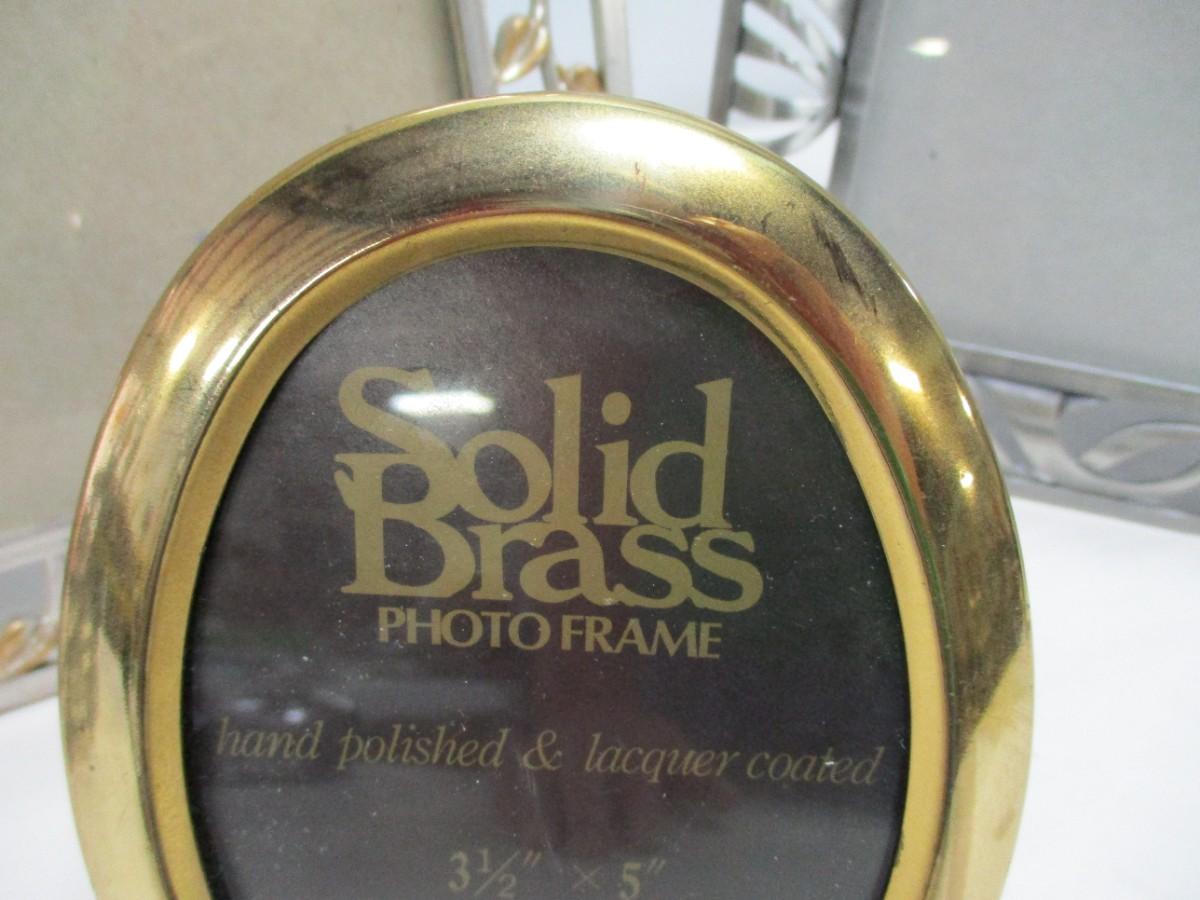 Solid
Brass
PHOTO FRAME
hand polished & lacquer coated
3½" × 5"